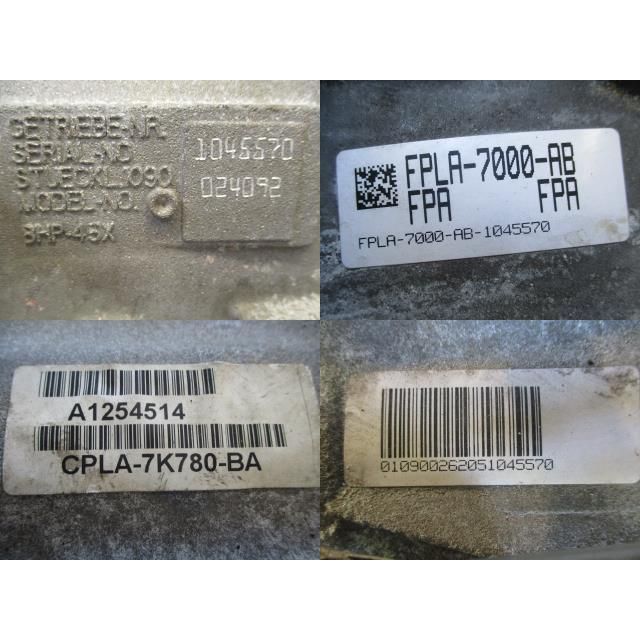 GETRIEBE-NR.
SERIAL-NO
STUECKL.1090
MODEL-NO.
8HP-45X
1045570
024092
FPLA-7000-AB
FPA FPA
FPLA-7000-AB-1045570
A1254514
CPLA-7K780-BA
010900262051045570